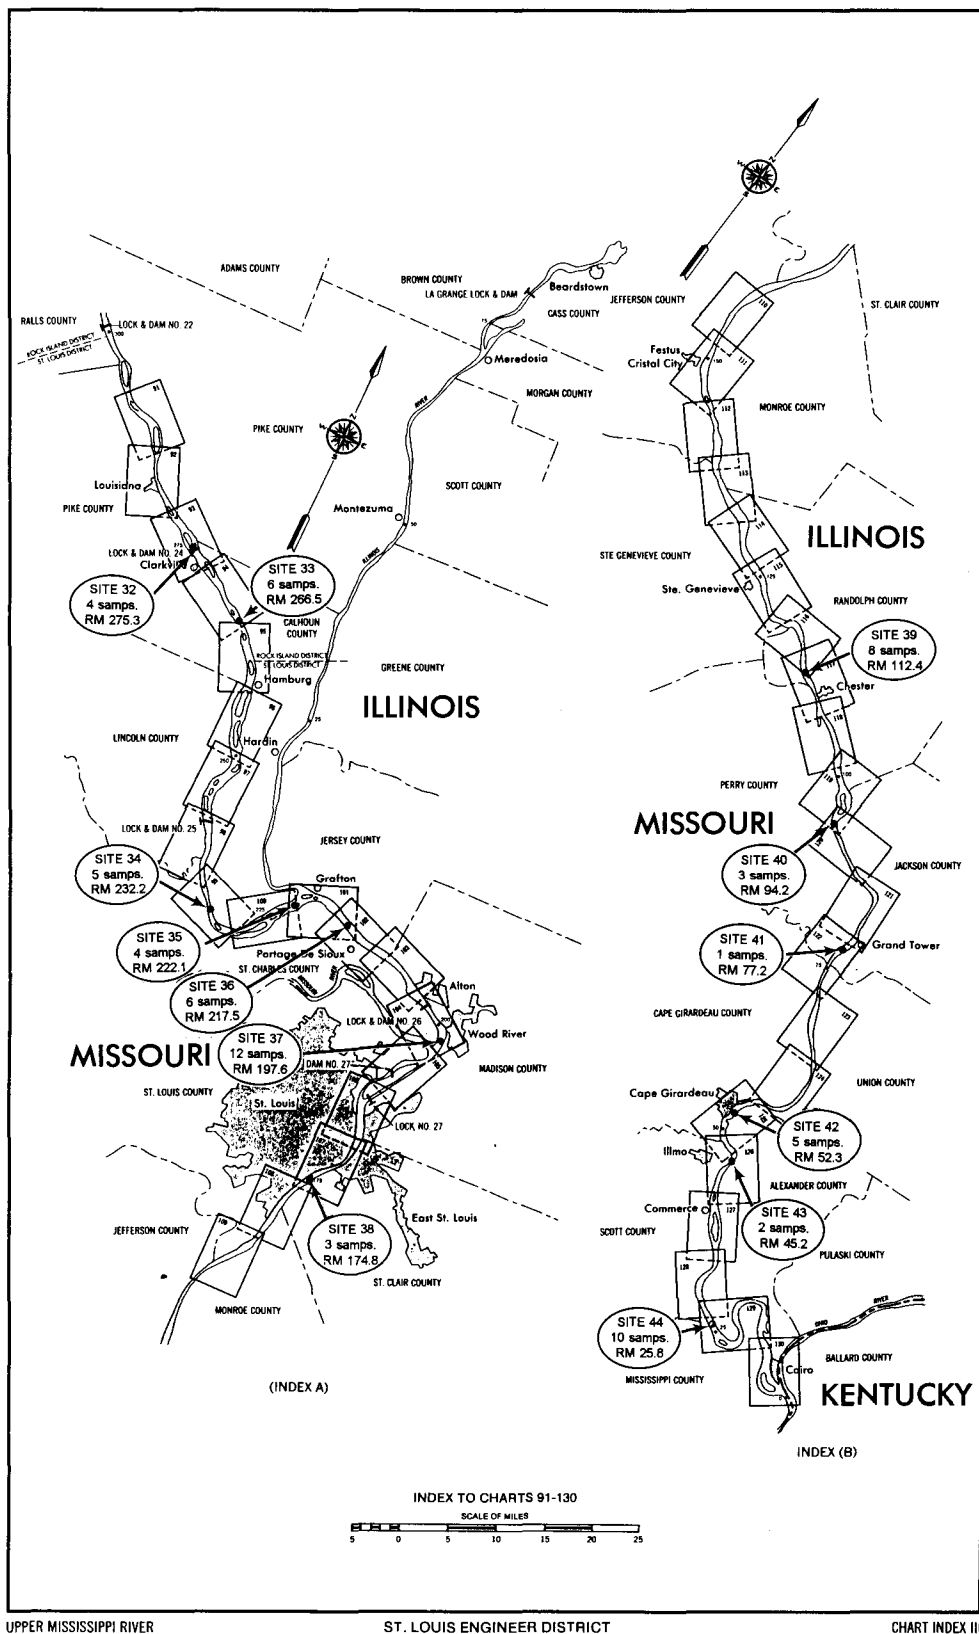 ADAMS COUNTY
BROWN COUNTY
LA GRANGE LOCK & DAM
Beardstown
CASS COUNTY
RALLS COUNTY
LOCK & DAM NO. 22
ROCK ISLAND DISTRICT
ST. LOUIS DISTRICT
Meredosia
MORGAN COUNTY
PIKE COUNTY
SCOTT COUNTY
Louisiana
PIKE COUNTY
Montezuma
RIVER
ILLINOIS
LOCK & DAM NO. 24
Clarkville
SITE 32
4 samps.
RM 275.3
SITE 33
6 samps.
RM 266.5
CALHOUN
COUNTY
ROCK ISLAND DISTRICT
ST. LOUIS DISTRICT
Hamburg
GREENE COUNTY
ILLINOIS
LINCOLN COUNTY
Hardin
LOCK & DAM NO. 25
JERSEY COUNTY
SITE 34
5 samps.
RM 232.2
Grafton
SITE 35
4 samps.
RM 222.1
Portage De Sioux
ST. CHARLES COUNTY
MISSOURI
RIVER
SITE 36
6 samps.
RM 217.5
Alton
LOCK & DAM NO. 26
Wood River
SITE 37
12 samps.
RM 197.6
MISSOURI
DAM NO. 27
MADISON COUNTY
ST. LOUIS COUNTY
St. Louis
LOCK NO. 27
JEFFERSON COUNTY
SITE 38
3 samps.
RM 174.8
East St. Louis
ST. CLAIR COUNTY
MONROE COUNTY
(INDEX A)
JEFFERSON COUNTY
ST. CLAIR COUNTY
Festus
Cristal City
MONROE COUNTY
ILLINOIS
STE GENEVIEVE COUNTY
Ste. Genevieve
RANDOLPH COUNTY
SITE 39
8 samps.
RM 112.4
Chester
PERRY COUNTY
MISSOURI
SITE 40
3 samps.
RM 94.2
JACKSON COUNTY
SITE 41
1 samps.
RM 77.2
Grand Tower
CAPE GIRARDEAU COUNTY
UNION COUNTY
Cape Girardeau
SITE 42
5 samps.
RM 52.3
Illmo
ALEXANDER COUNTY
Commerce
SITE 43
2 samps.
RM 45.2
SCOTT COUNTY
PULASKI COUNTY
SITE 44
10 samps.
RM 25.8
OHIO
RIVER
Cairo
BALLARD COUNTY
MISSISSIPPI COUNTY
KENTUCKY
INDEX (B)
INDEX TO CHARTS 91-130
SCALE OF MILES
5 0 5 10 15 20 25
UPPER MISSISSIPPI RIVER
ST. LOUIS ENGINEER DISTRICT
CHART INDEX II